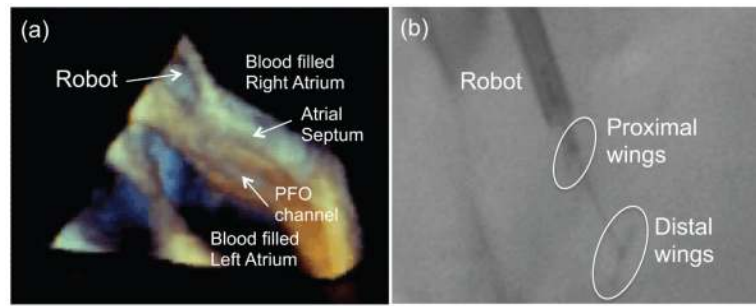 (a)
Robot
Blood filled
Right Atrium
Atrial
Septum
PFO
channel
Blood filled
Left Atrium
(b)
Robot
Proximal
wings
Distal
wings